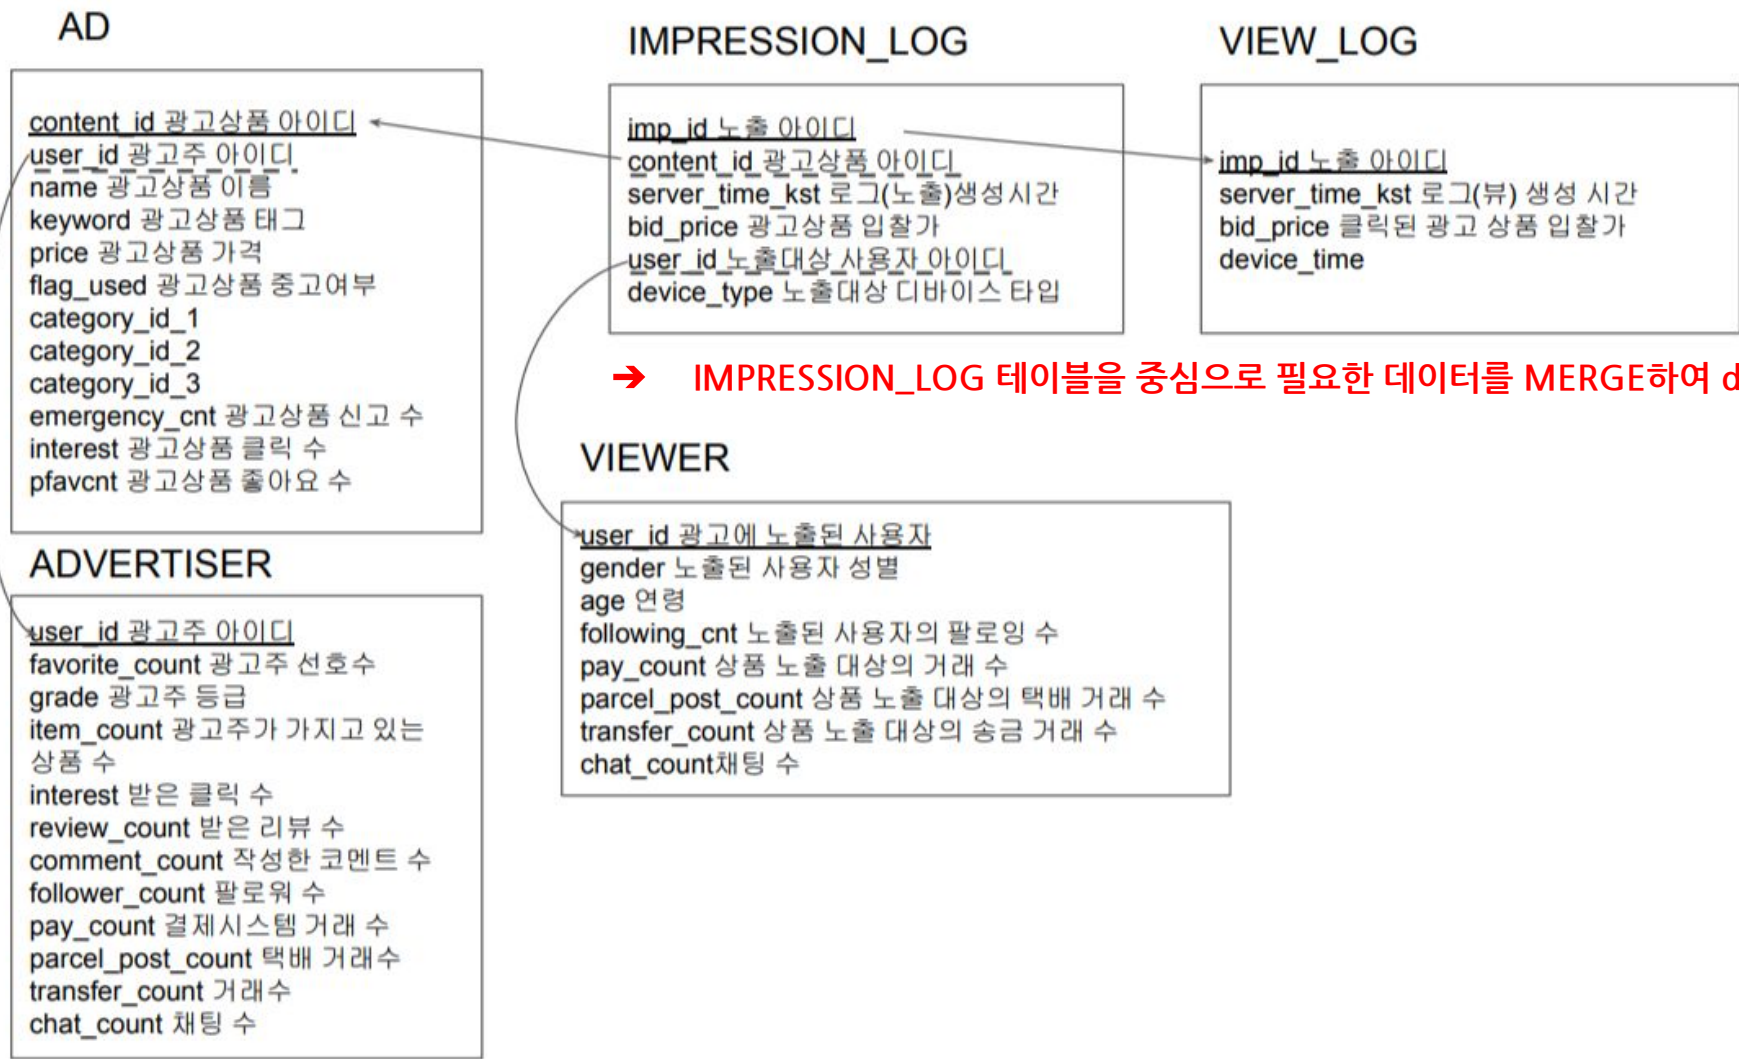 AD
content_id 광고상품 아이디
user_id 광고주 아이디
name 광고상품 이름
keyword 광고상품 태그
price 광고상품 가격
flag_used 광고상품 중고여부
category_id_1
category_id_2
category_id_3
emergency_cnt 광고상품 신고 수
interest 광고상품 클릭 수
pfavcnt 광고상품 좋아요 수
ADVERTISER
user_id 광고주 아이디
favorite_count 광고주 선호수
grade 광고주 등급
item_count 광고주가 가지고 있는
상품 수
interest 받은 클릭 수
review_count 받은 리뷰 수
comment_count 작성한 코멘트 수
follower_count 팔로워 수
pay_count 결제시스템 거래 수
parcel_post_count 택배 거래수
transfer_count 거래수
chat_count 채팅 수
IMPRESSION_LOG
imp_id 노출 아이디
content_id 광고상품 아이디
server_time_kst 로그(노출)생성시간
bid_price 광고상품 입찰가
user_id 노출대상 사용자 아이디
device_type 노출대상 디바이스 타입
VIEW_LOG
imp_id 노출 아이디
server_time_kst 로그(뷰) 생성 시간
bid_price 클릭된 광고 상품 입찰가
device_time
➔ IMPRESSION_LOG 테이블을 중심으로 필요한 데이터를 MERGE하여 d
VIEWER
user_id 광고에 노출된 사용자
gender 노출된 사용자 성별
age 연령
following_cnt 노출된 사용자의 팔로잉 수
pay_count 상품 노출 대상의 거래 수
parcel_post_count 상품 노출 대상의 택배 거래 수
transfer_count 상품 노출 대상의 송금 거래 수
chat_count채팅 수